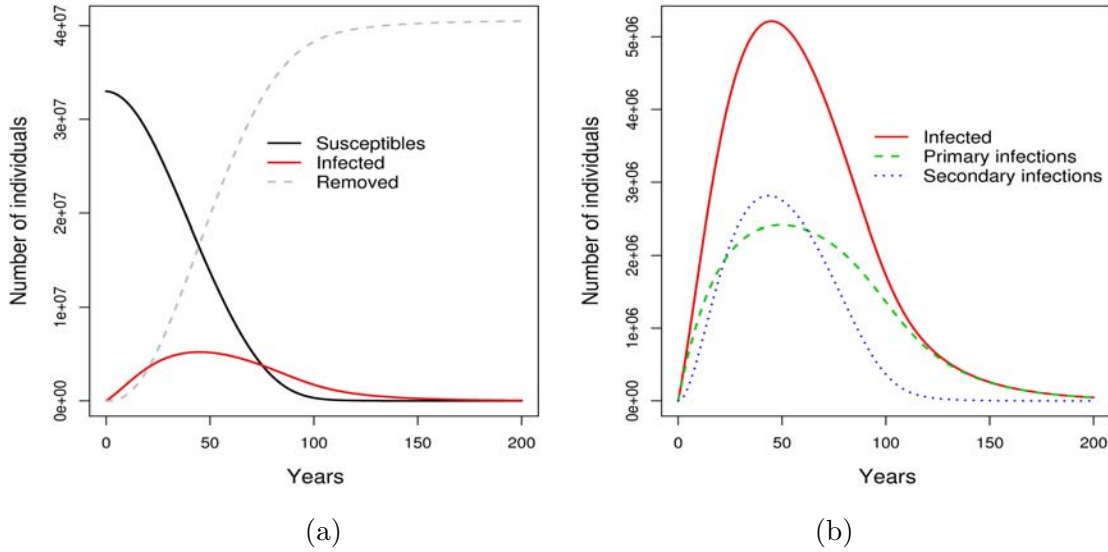 Number of individuals
0e+00 1e+07 2e+07 3e+07 4e+07
Susceptibles
Infected
Removed
0 50 100 150 200
Years
(a)
Number of individuals
0e+00 1e+06 2e+06 3e+06 4e+06 5e+06
Infected
Primary infections
Secondary infections
0 50 100 150 200
Years
(b)